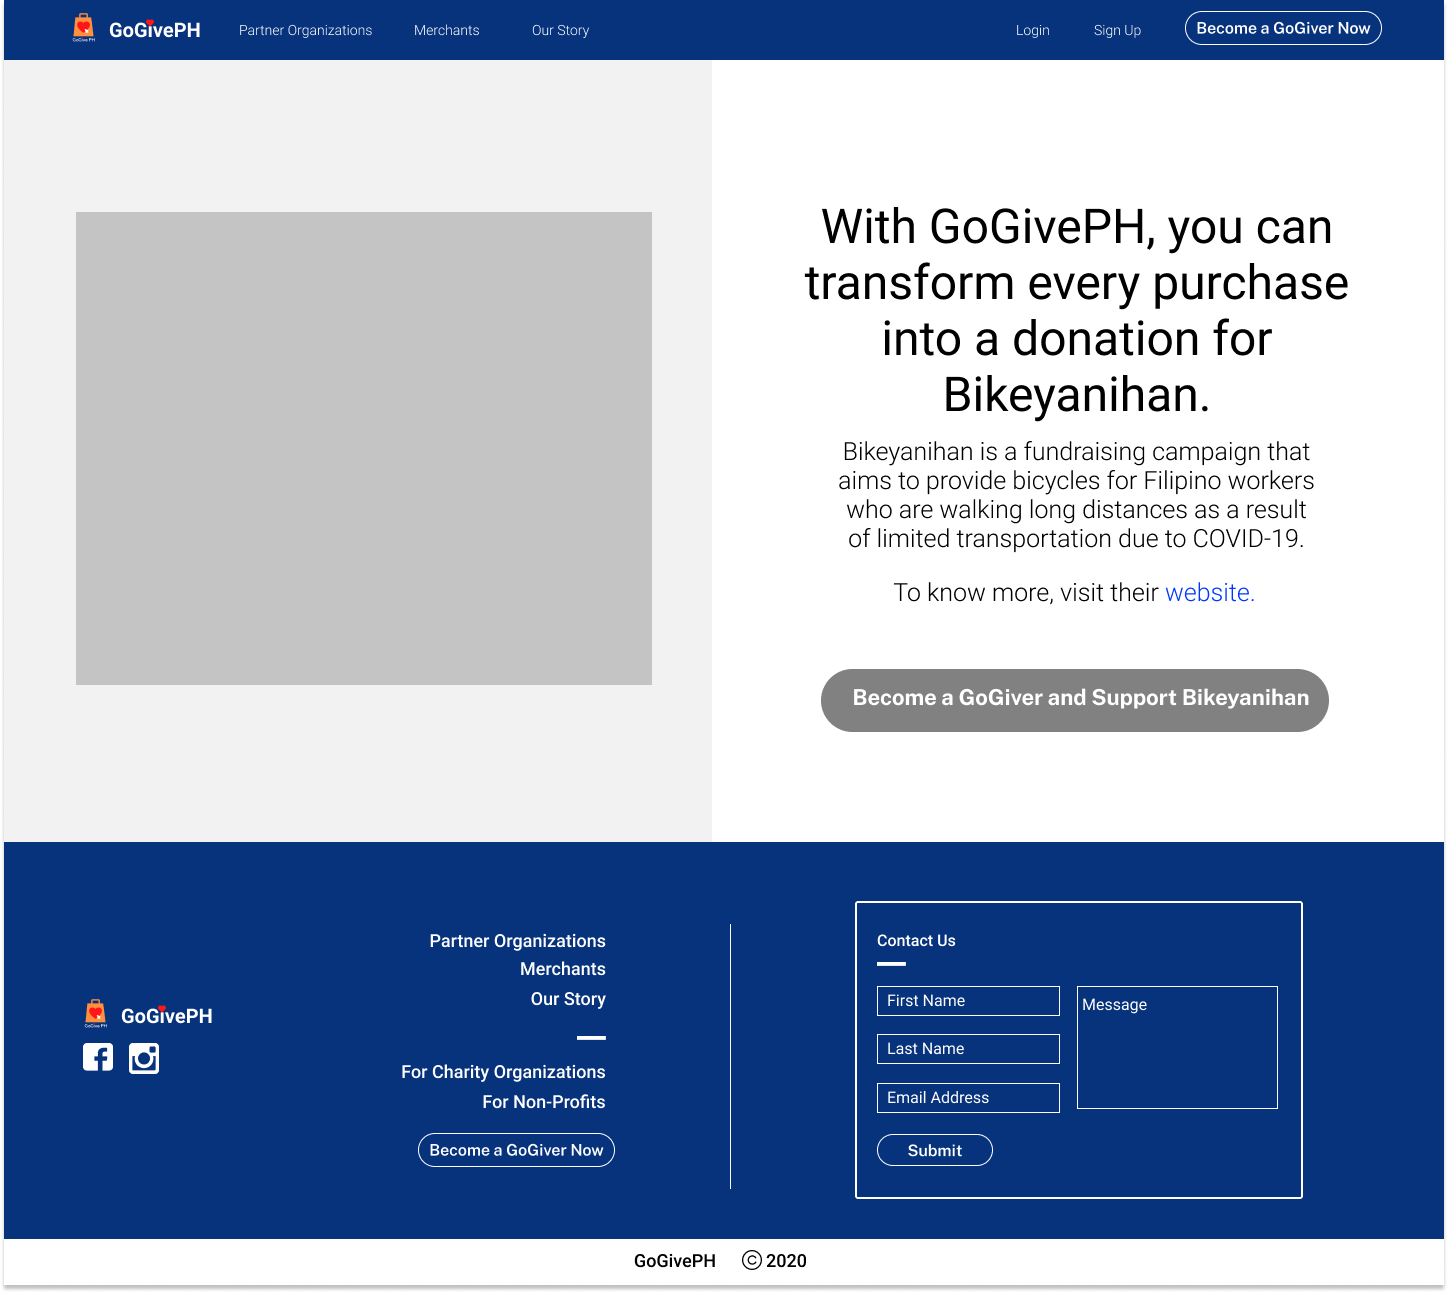 GoGive PH
GoGivePH
Partner Organizations
Merchants
Our Story
Login
Sign Up
Become a GoGiver Now
With GoGivePH, you can
transform every purchase
into a donation for
Bikeyanihan.
Bikeyanihan is a fundraising campaign that
aims to provide bicycles for Filipino workers
who are walking long distances as a result
of limited transportation due to COVID-19.
To know more, visit their website.
Become a GoGiver and Support Bikeyanihan
GoGive PH
GoGivePH
Partner Organizations
Merchants
Our Story
For Charity Organizations
For Non-Profits
Become a GoGiver Now
Contact Us
First Name
Last Name
Email Address
Message
Submit
GoGivePH © 2020